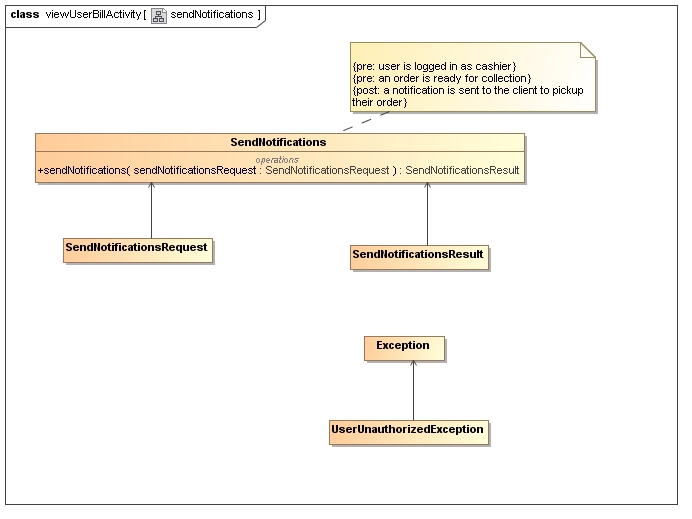 class viewUserBillActivity [ sendNotifications ]
{pre: user is logged in as cashier}
{pre: an order is ready for collection}
{post: a notification is sent to the client to pickup
their order}
SendNotifications
operations
+sendNotifications( sendNotificationsRequest : SendNotificationsRequest ) : SendNotificationsResult
SendNotificationsRequest
SendNotificationsResult
Exception
UserUnauthorizedException